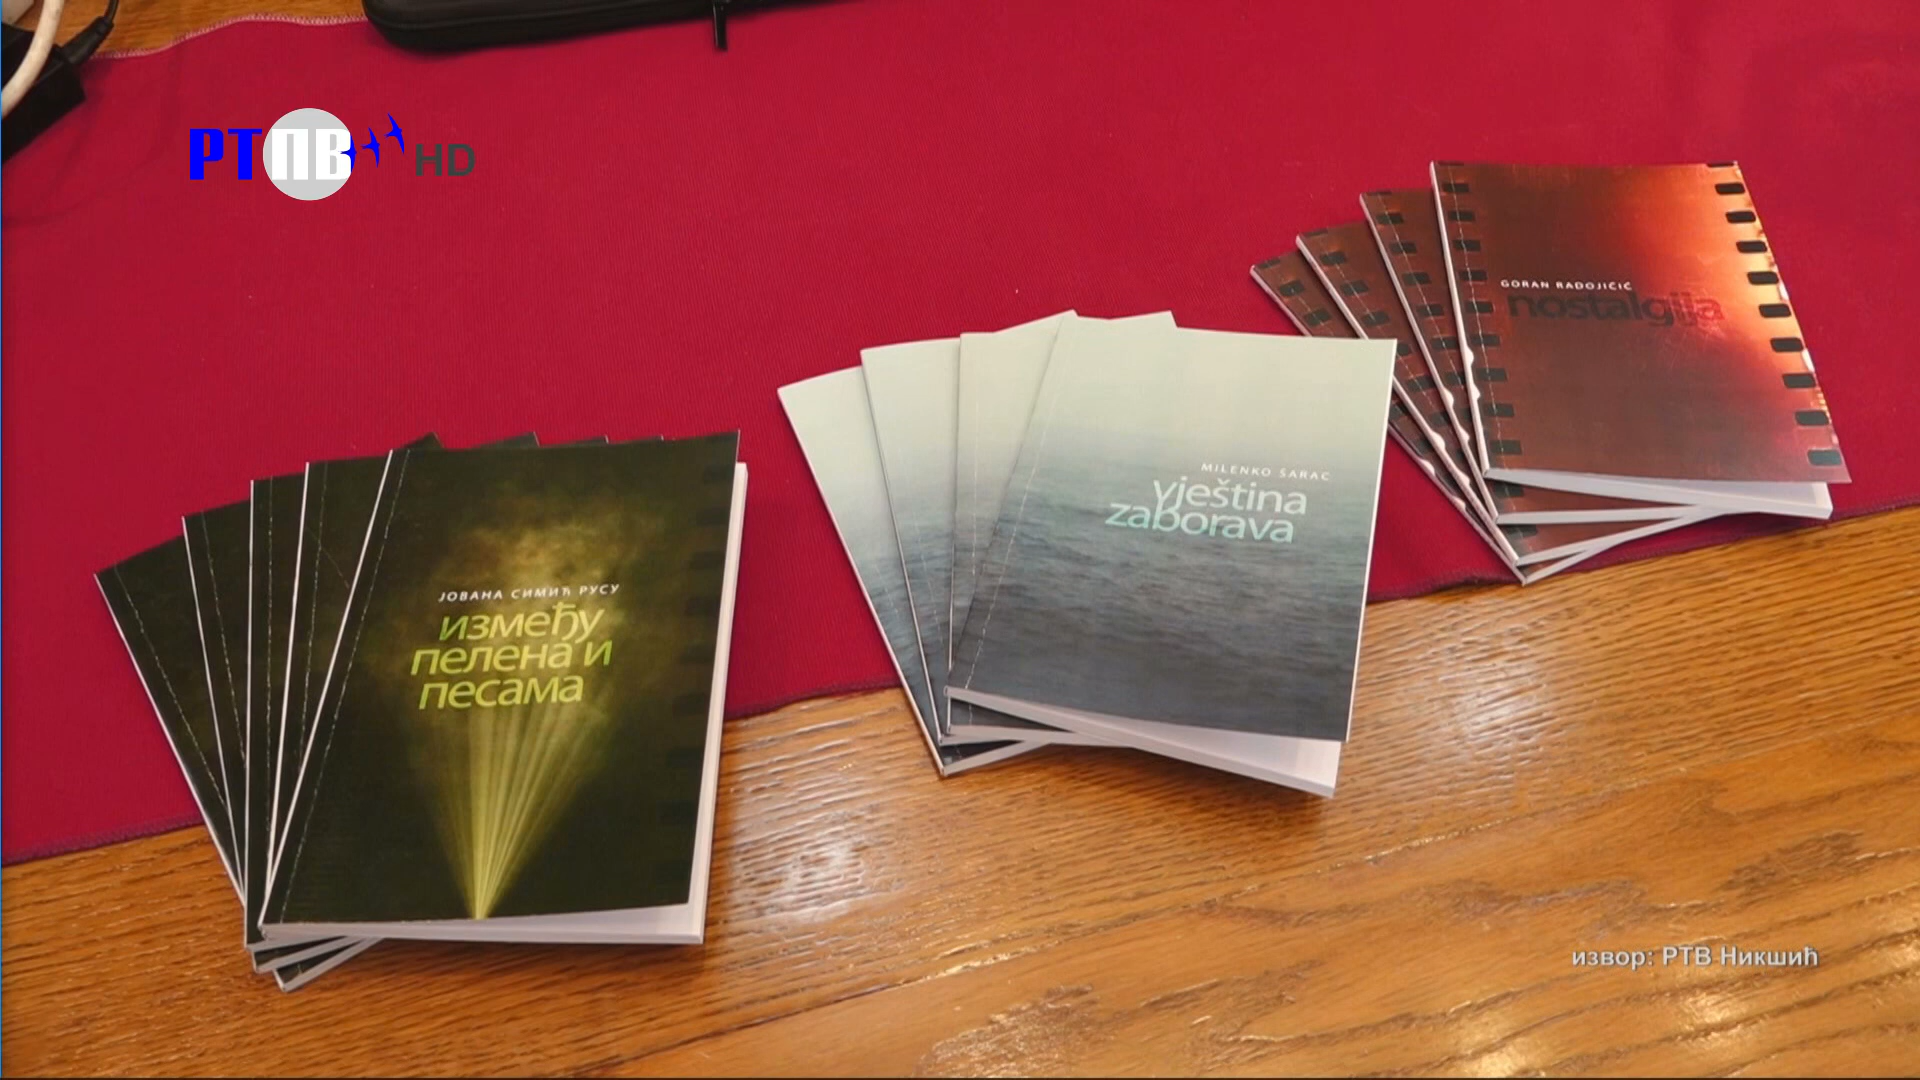 РТПВ HD
GORAN RADOJIČIĆ
nostalgija
MILENKO ŠARAC
vještina
zaborava
ЈОВАНА СИМИЋ РУСУ
између
пелена и
песама
извор: РТВ Никшић